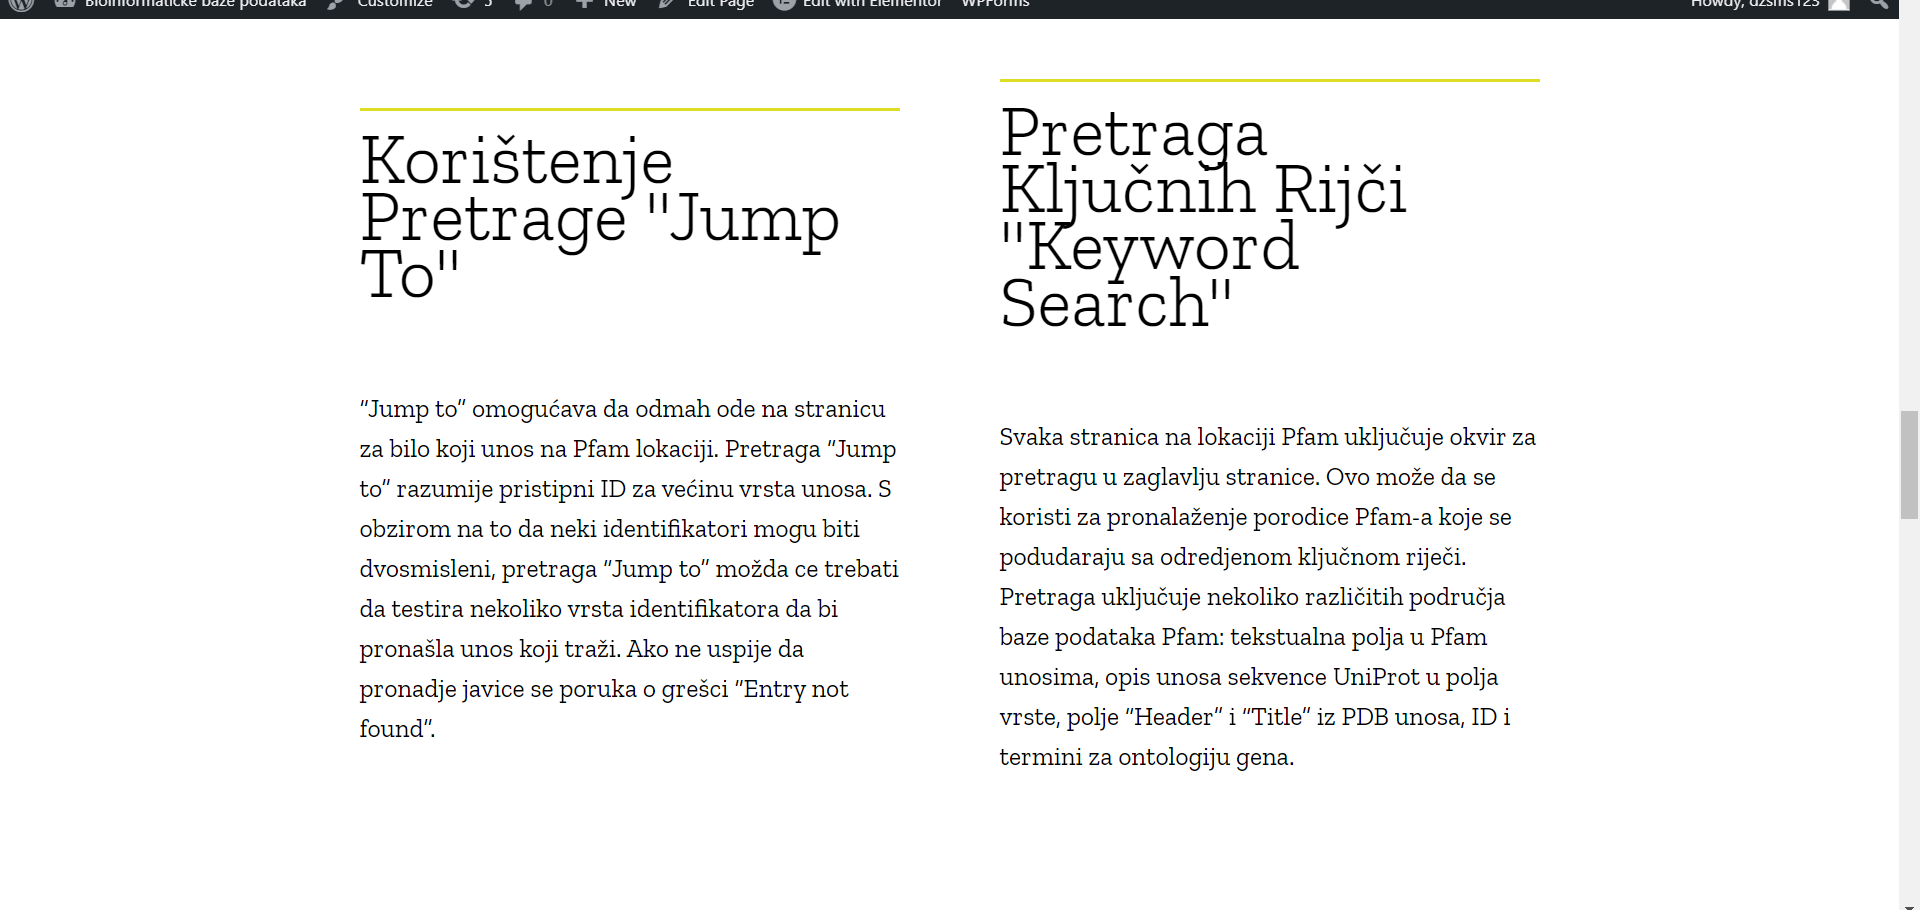 Bioinformatičke baze podataka Customize 5 0 New Edit Page Edit with Elementor WPForms Howdy, dzsms123
Korištenje
Pretrage "Jump
To"
“Jump to” omogućava da odmah ode na stranicu
za bilo koji unos na Pfam lokaciji. Pretraga “Jump
to” razumije pristipni ID za većinu vrsta unosa. S
obzirom na to da neki identifikatori mogu biti
dvosmisleni, pretraga “Jump to” možda ce trebati
da testira nekoliko vrsta identifikatora da bi
pronašla unos koji traži. Ako ne uspije da
pronadje javice se poruka o grešci “Entry not
found”.
Pretraga
Ključnih Rijči
"Keyword
Search"
Svaka stranica na lokaciji Pfam uključuje okvir za
pretragu u zaglavlju stranice. Ovo može da se
koristi za pronalaženje porodice Pfam-a koje se
podudaraju sa odredjenom ključnom riječi.
Pretraga uključuje nekoliko različitih područja
baze podataka Pfam: tekstualna polja u Pfam
unosima, opis unosa sekvence UniProt u polja
vrste, polje “Header” i “Title” iz PDB unosa, ID i
termini za ontologiju gena.